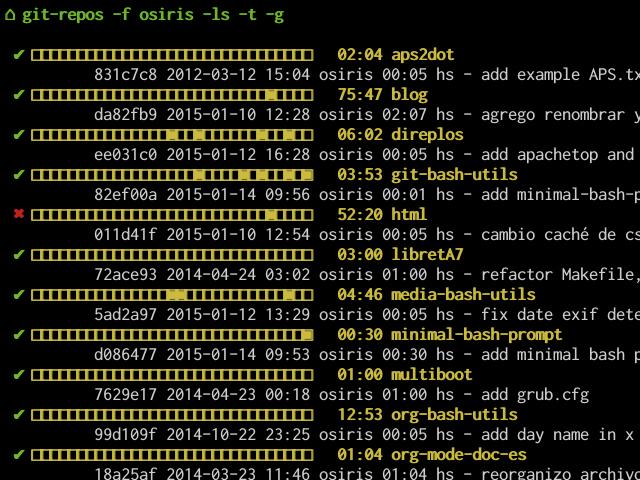 git-repos -f osiris -ls -t -g
02:04 aps2dot
831c7c8 2012-03-12 15:04 osiris 00:05 hs - add example APS.tx
75:47 blog
da82fb9 2015-01-10 12:28 osiris 02:07 hs - agrego renombrar y
06:02 direplos
ee031c0 2015-01-12 16:28 osiris 00:05 hs - add apachetop and
03:53 git-bash-utils
82ef00a 2015-01-14 09:56 osiris 00:01 hs - add minimal-bash-p
52:20 html
011d41f 2015-01-10 12:54 osiris 00:05 hs - cambio caché de cs
03:00 libretA7
72ace93 2014-04-24 03:02 osiris 01:00 hs - refactor Makefile,
04:46 media-bash-utils
5ad2a97 2015-01-12 13:29 osiris 00:05 hs - fix date exif dete
00:30 minimal-bash-prompt
d086477 2015-01-14 09:53 osiris 00:30 hs - add minimal bash p
01:00 multiboot
7629e17 2014-04-23 00:18 osiris 01:00 hs - add grub.cfg
12:53 org-bash-utils
99d109f 2014-10-22 23:25 osiris 00:05 hs - add day name in x
01:04 org-mode-doc-es
18a25af 2014-03-23 11:46 osiris 01:04 hs - reorganizo archivo